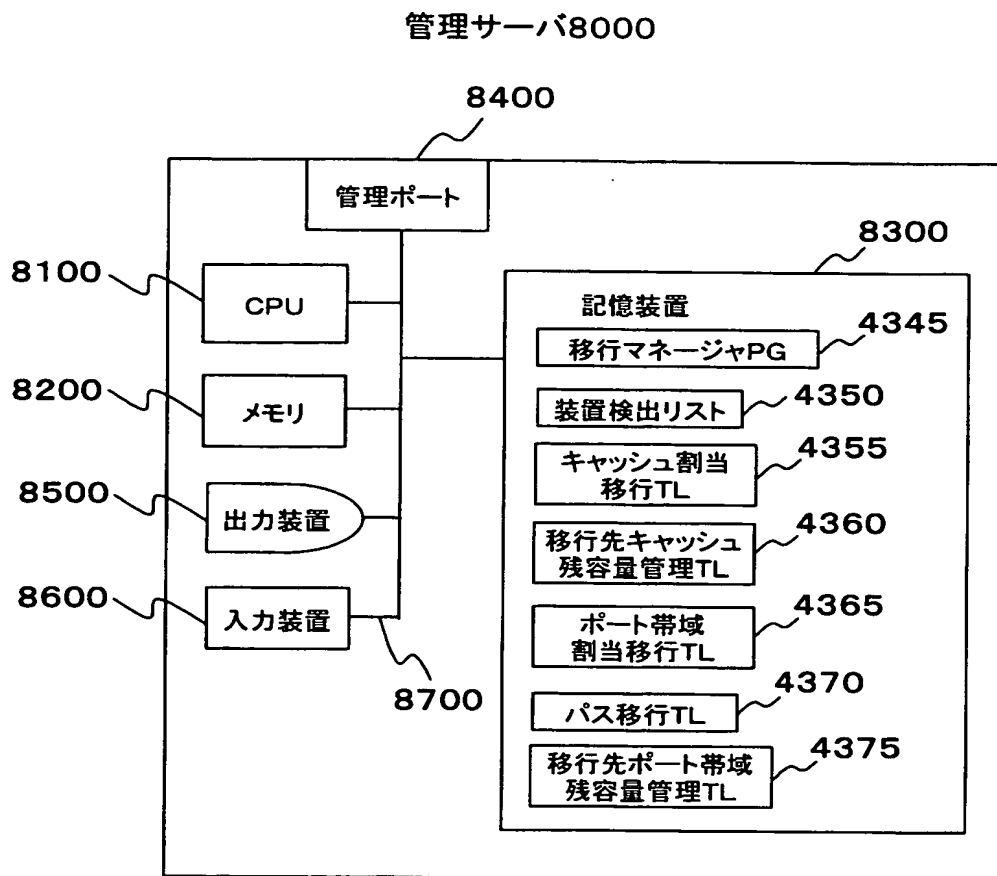 管理サーバ8000
8400
管理ポート
8300
8100
CPU
記憶装置
4345
移行マネージャPG
8200
メモリ
4350
装置検出リスト
4355
キャッシュ割当
移行TL
8500
出力装置
4360
移行先キャッシュ
残容量管理TL
8600
入力装置
4365
ポート帯域
割当移行TL
8700
4370
パス移行TL
4375
移行先ポート帯域
残容量管理TL